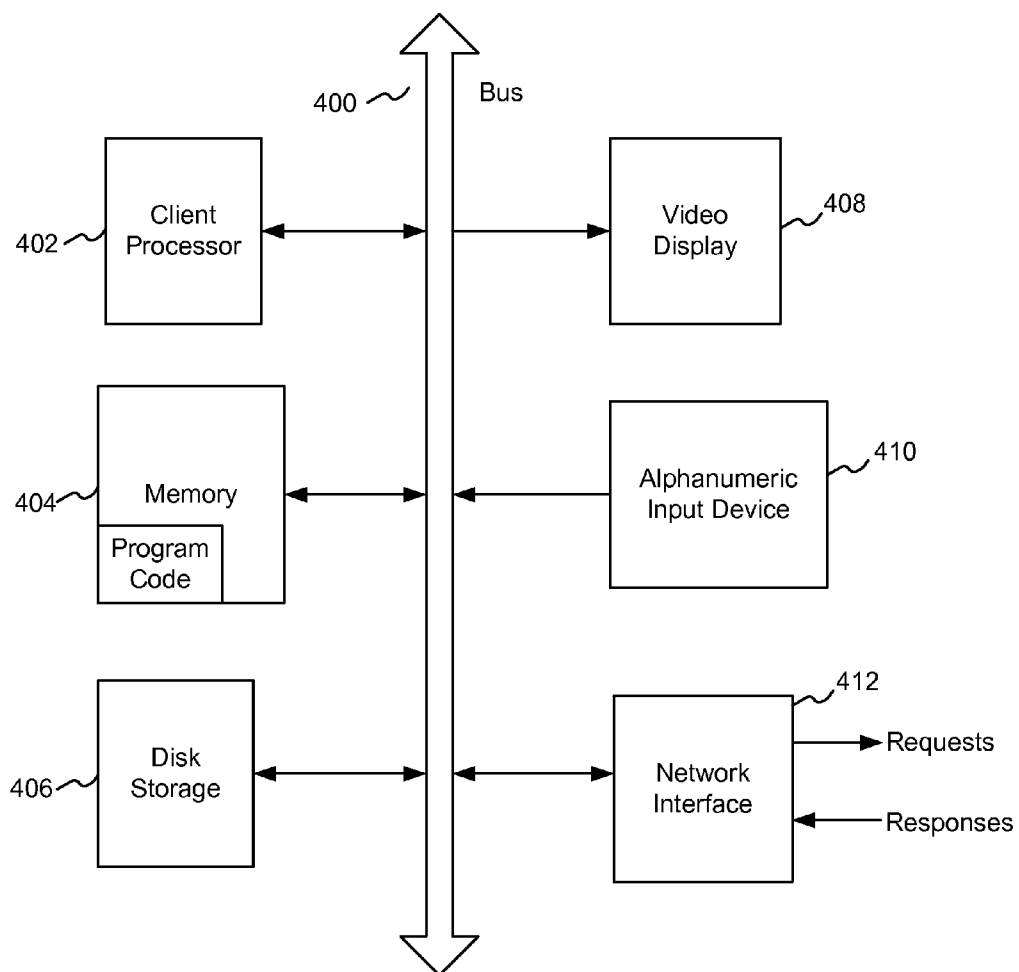 400
Bus
402
Client
Processor
Video
Display
408
404
Memory
Program
Code
Alphanumeric
Input Device
410
406
Disk
Storage
412
Network
Interface
Requests
Responses